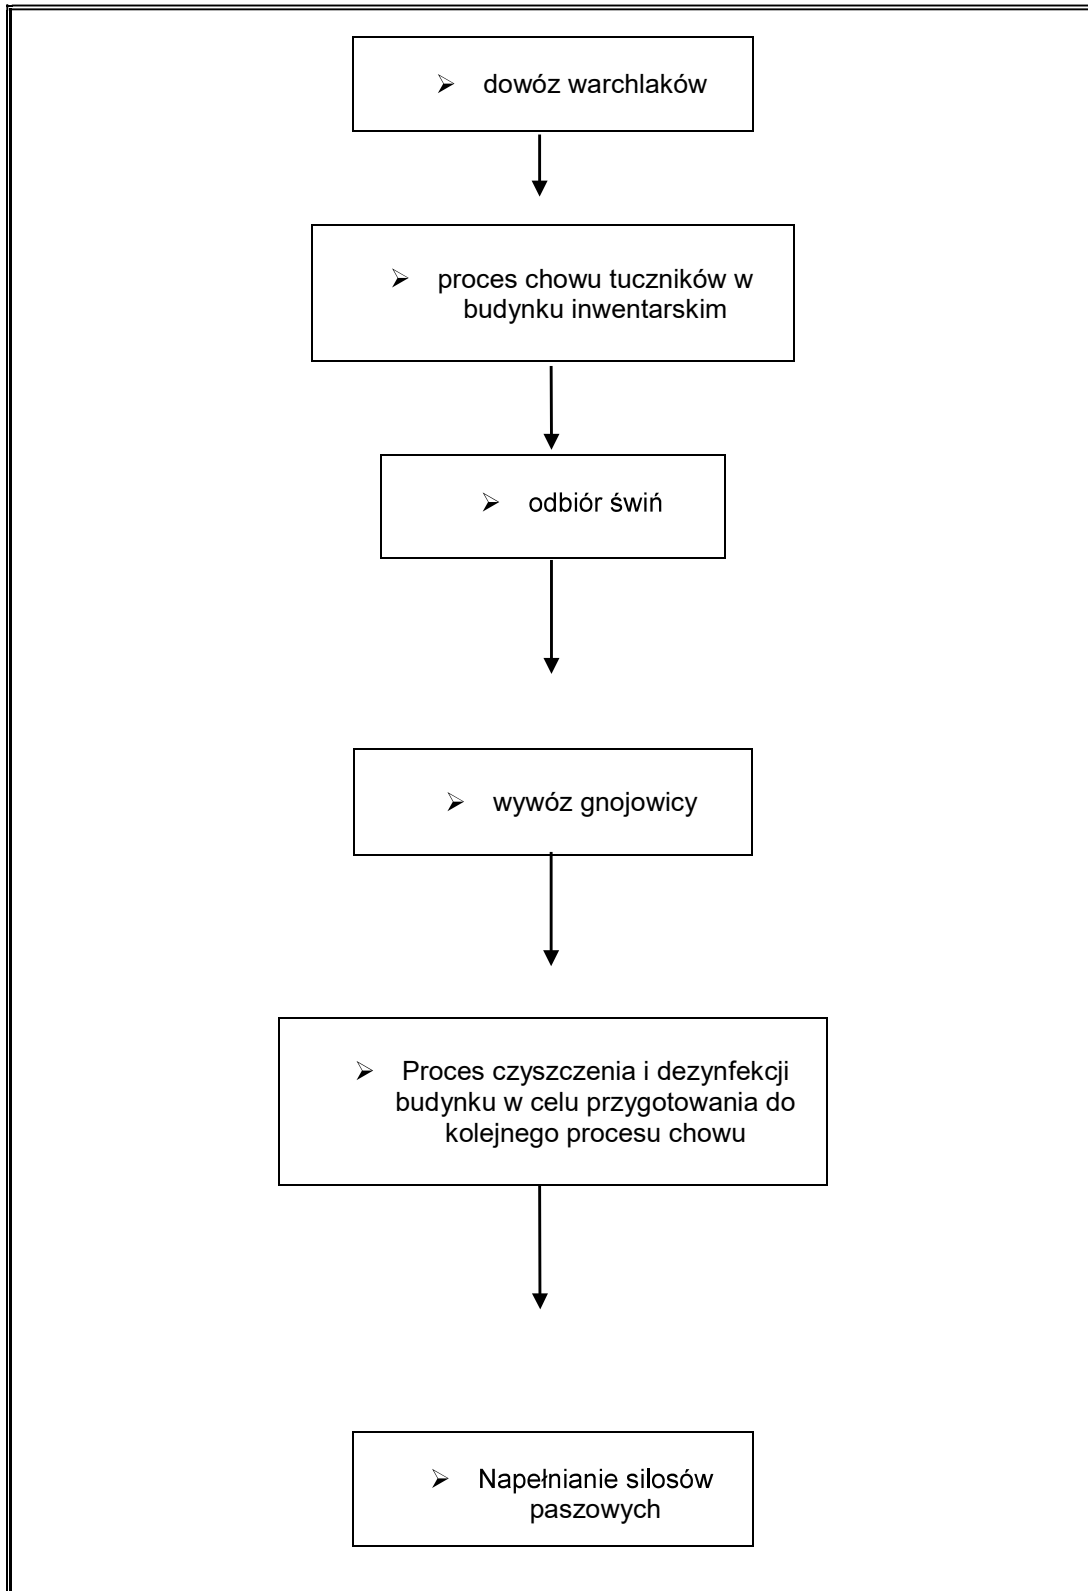 ➢ dowóz warchlaków
➢ proces chowu tuczników w
budynku inwentarskim
➢ odbiór świń
➢ wywóz gnojowicy
➢ Proces czyszczenia i dezynfekcji
budynku w celu przygotowania do
kolejnego procesu chowu
➢ Napełnianie silosów
paszowych